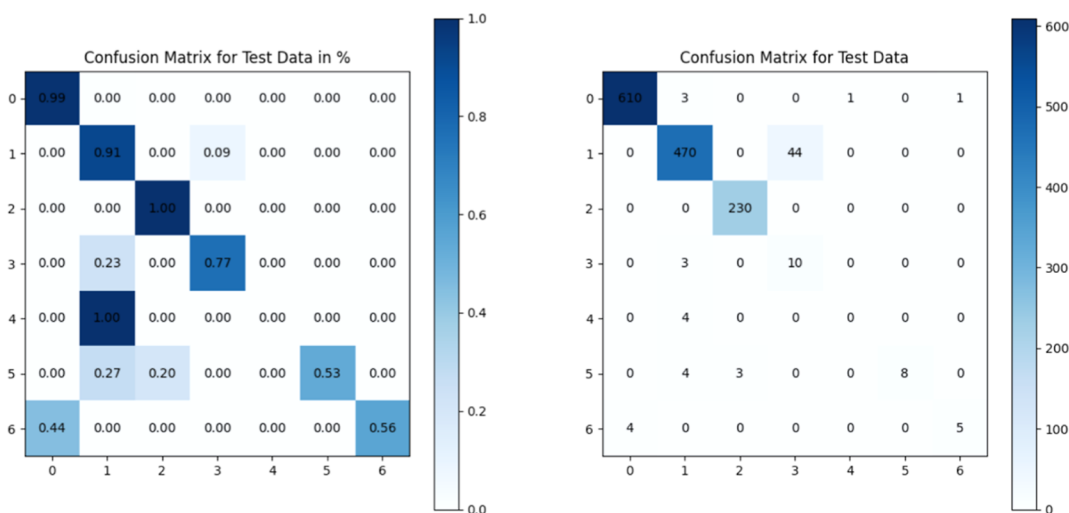 Confusion Matrix for Test Data in %
0 0.99 0.00 0.00 0.00 0.00 0.00 0.00
1 0.00 0.91 0.00 0.09 0.00 0.00 0.00
2 0.00 0.00 1.00 0.00 0.00 0.00 0.00
3 0.00 0.23 0.00 0.77 0.00 0.00 0.00
4 0.00 1.00 0.00 0.00 0.00 0.00 0.00
5 0.00 0.27 0.20 0.00 0.00 0.53 0.00
6 0.44 0.00 0.00 0.00 0.00 0.00 0.56
0 1 2 3 4 5 6
1.0
0.8
0.6
0.4
0.2
0.0
Confusion Matrix for Test Data
0 610 3 0 0 1 0 1
1 0 470 0 44 0 0 0
2 0 0 230 0 0 0 0
3 0 3 0 10 0 0 0
4 0 4 0 0 0 0 0
5 0 4 3 0 0 8 0
6 4 0 0 0 0 0 5
0 1 2 3 4 5 6
600
500
400
300
200
100
0